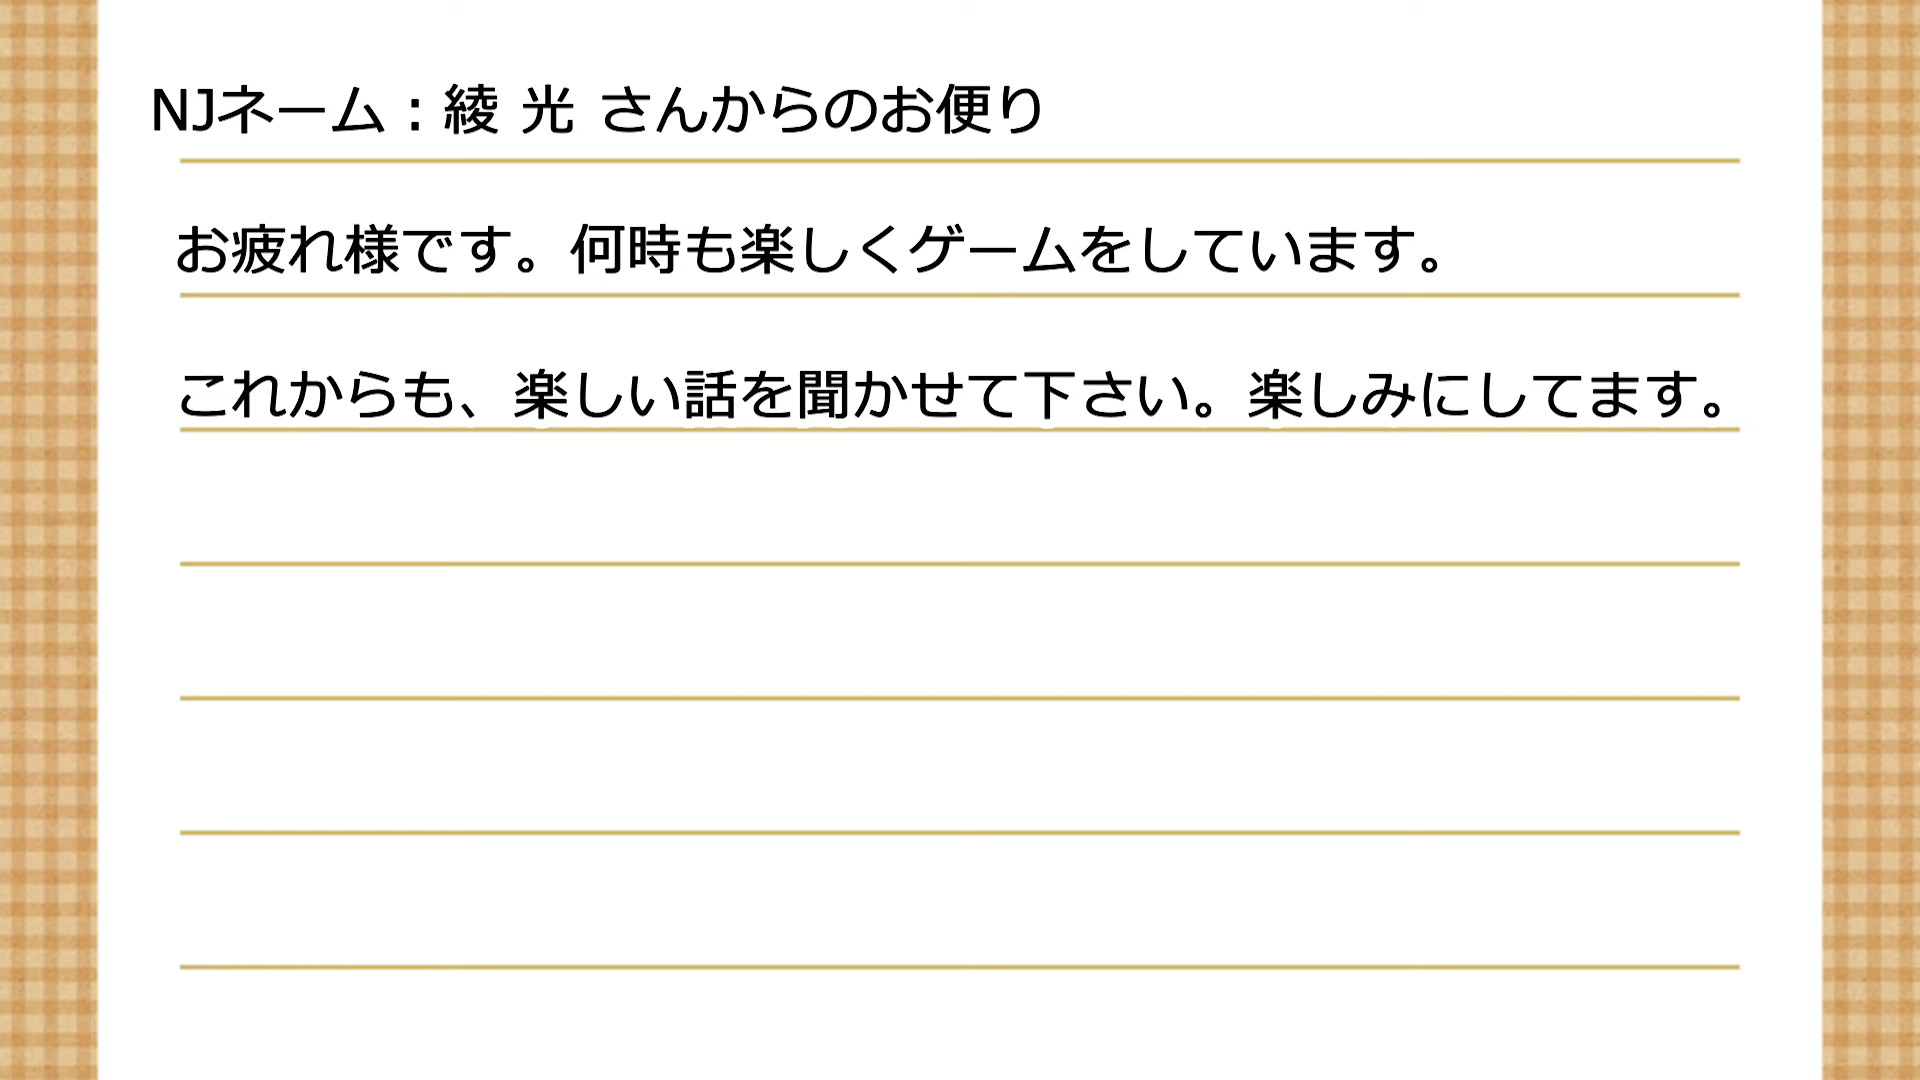 NJネーム：綾 光 さんからのお便り
お疲れ様です。何時も楽しくゲームをしています。
これからも、楽しい話を聞かせて下さい。楽しみにしてます。